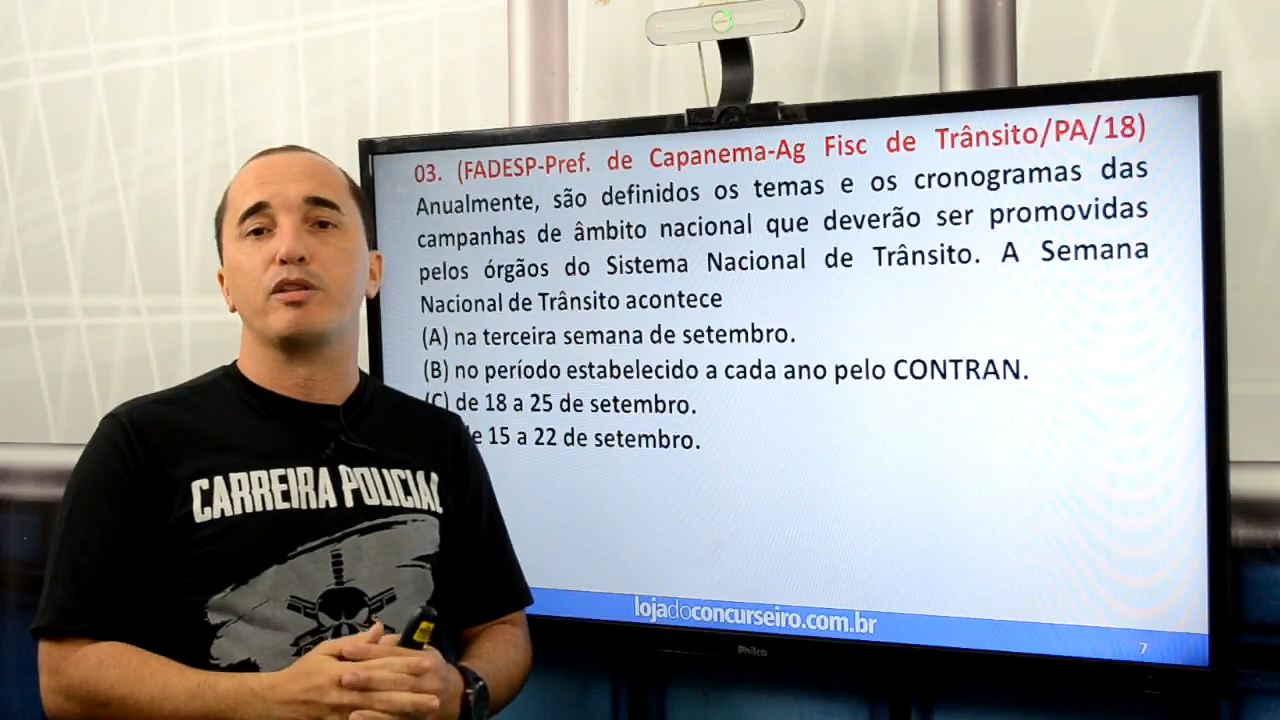 03. (FADESP-Pref. de Capanema-Ag Fisc de Trânsito/PA/18)
Anualmente, são definidos os temas e os cronogramas das
campanhas de âmbito nacional que deverão ser promovidas
pelos órgãos do Sistema Nacional de Trânsito. A Semana
Nacional de Trânsito acontece
(A) na terceira semana de setembro.
(B) no período estabelecido a cada ano pelo CONTRAN.
(C) de 18 a 25 de setembro.
de 15 a 22 de setembro.
CARREIRA POLICIAL
lojadoconcurseiro.com.br
7
Philco